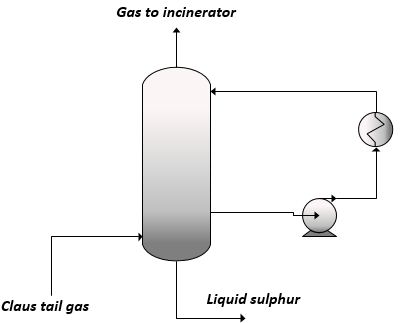 Gas to incinerator
Claus tail gas
Liquid sulphur